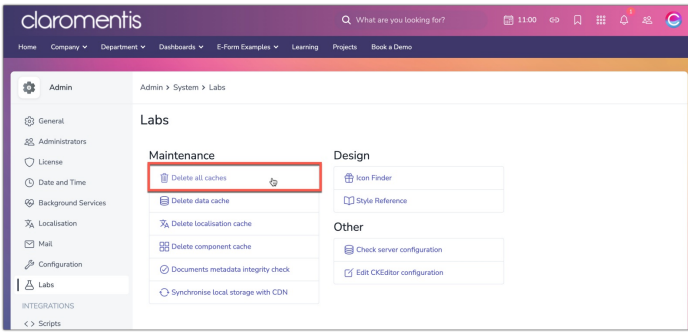 claromentis
What are you looking for?
11:00
1
Home Company Department Dashboards E-Form Examples Learning Projects Book a Demo
Admin
Admin > System > Labs
General
Administrators
License
Date and Time
Background Services
Localisation
Mail
Configuration
Labs
INTEGRATIONS
Scripts
Labs
Maintenance
Delete all caches
Delete data cache
Delete localisation cache
Delete component cache
Documents metadata integrity check
Synchronise local storage with CDN
Design
Icon Finder
Style Reference
Other
Check server configuration
Edit CKEditor configuration